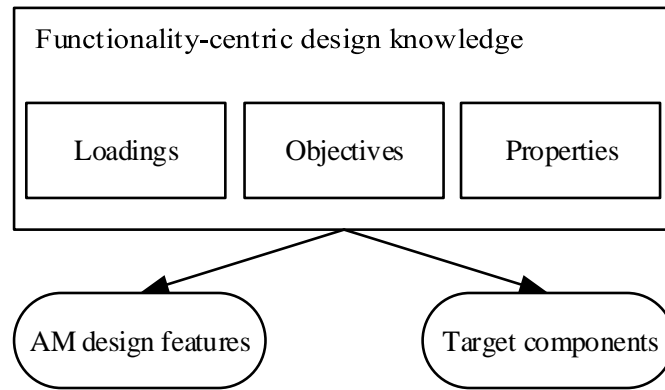 Functionality-centric design knowledge
Loadings
Objectives
Properties
AM design features
Target components